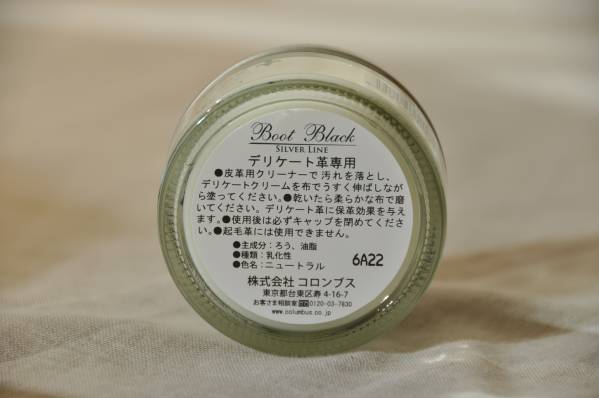 Boot Black
SILVER LINE
デリケート革専用
●皮革用クリーナーで 汚れを落とし、
デリケートクリームを布でうすく伸ばしなが
ら塗ってください。●乾いたら柔らかな布で磨
いてください。デリケート革に保革効果を与え
ます。●使用後は必ずキャップを閉めてくださ
い。●起毛革には使用できません。
●主成分：ろう、油脂
●種類：乳化性
●色名：ニュートラル
6A22
株式会社 コロンブス
東京都台東区寿 4-16-7
お客さま相談室 0120-03-7830
www.columbus.co.jp